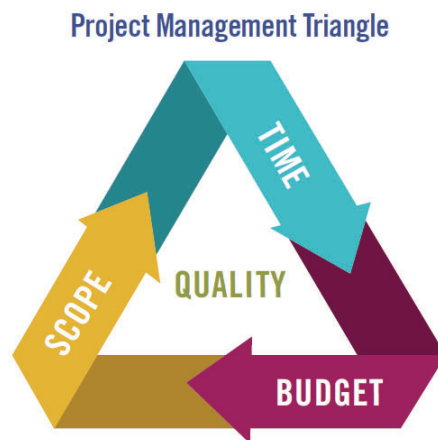 Project Management Triangle
TIME
SCOPE
QUALITY
BUDGET